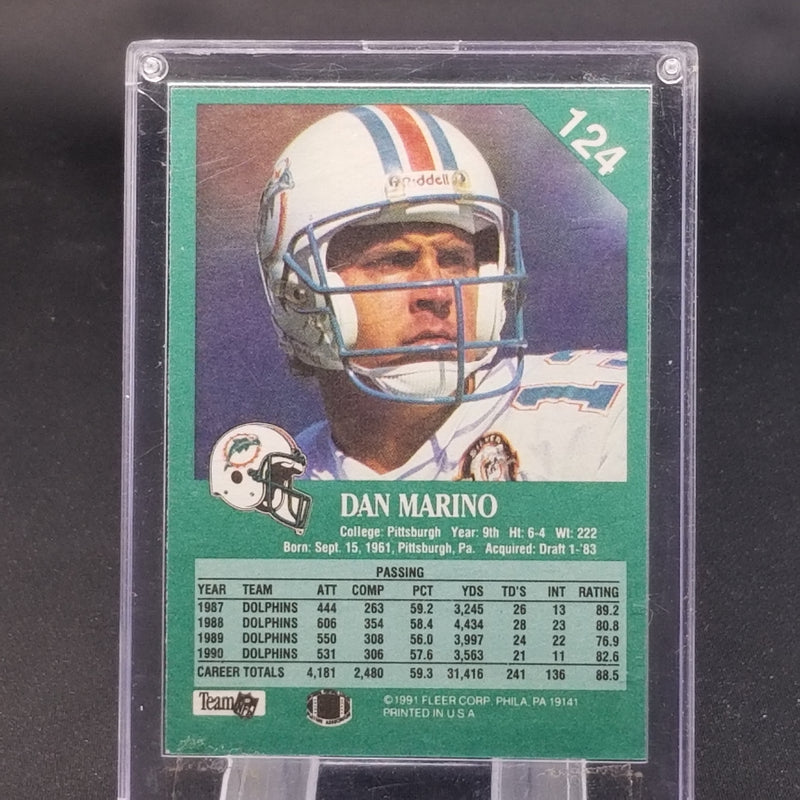 124
Riddell
DAN MARINO
College: Pittsburgh Year: 9th Ht: 6-4 Wt: 222
Born: Sept. 15, 1961, Pittsburgh, Pa. Acquired: Draft 1-'83
PASSING
YEAR TEAM ATT COMP PCT YDS TD'S INT RATING
1987 DOLPHINS 444 263 59.2 3,245 26 13 89.2
1988 DOLPHINS 606 354 58.4 4,434 28 23 80.8
1989 DOLPHINS 550 308 56.0 3,997 24 22 76.9
1990 DOLPHINS 531 306 57.6 3,563 21 11 82.6
CAREER TOTALS 4,181 2,480 59.3 31,416 241 136 88.5
Team NFL
©1991 FLEER CORP. PHILA, PA 19141
PRINTED IN U S A